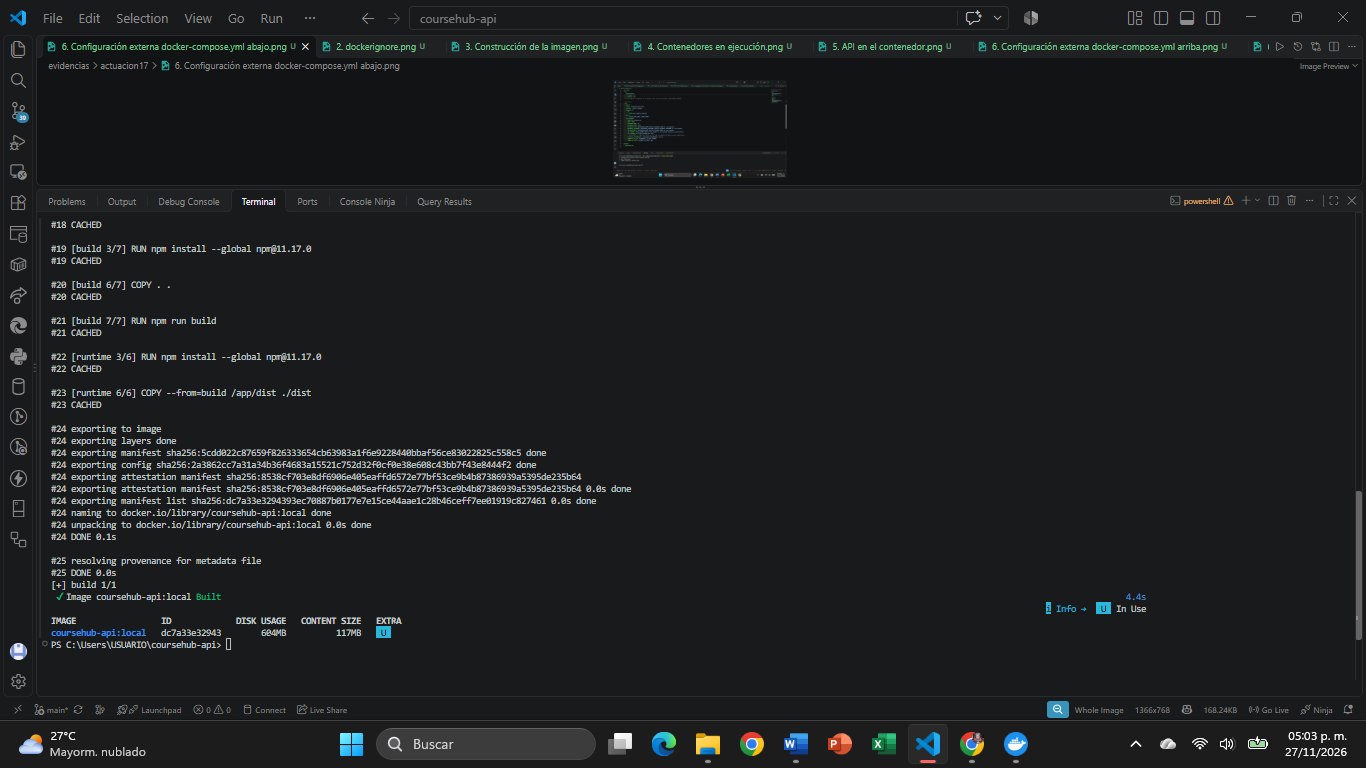 File Edit Selection View Go Run ··· coursehub-api
6. Configuración externa docker-compose.yml abajo.png U 2. dockerignore.png U 3. Construcción de la imagen.png U 4. Contenedores en ejecución.png U 5. API en el contenedor.png U 6. Configuración externa docker-compose.yml arriba.png U
evidencias > actuacion17 > 6. Configuración externa docker-compose.yml abajo.png Image Preview
39
Problems Output Debug Console Terminal Ports Console Ninja Query Results powershell
#18 CACHED
#19 [build 3/7] RUN npm install --global npm@11.17.0
#19 CACHED
#20 [build 6/7] COPY . .
#20 CACHED
#21 [build 7/7] RUN npm run build
#21 CACHED
#22 [runtime 3/6] RUN npm install --global npm@11.17.0
#22 CACHED
#23 [runtime 6/6] COPY --from=build /app/dist ./dist
#23 CACHED
#24 exporting to image
#24 exporting layers done
#24 exporting manifest sha256:5cdd022c87659f826333654cb63983a1f6e9228440bbaf56ce83022825c558c5 done
#24 exporting config sha256:2a3862cc7a31a34b36f4683a15521c752d32f0cf0e38e608c43bb7f43e8444f2 done
#24 exporting attestation manifest sha256:8538cf703e8df6906e405eaffd6572e77bf53ce9b4b87386939a5395de235b64
#24 exporting attestation manifest sha256:8538cf703e8df6906e405eaffd6572e77bf53ce9b4b87386939a5395de235b64 0.0s done
#24 exporting manifest list sha256:dc7a33e3294393ec70887b0177e7e15ce44aae1c28b46ceff7ee01919c827461 0.0s done
#24 naming to docker.io/library/coursehub-api:local done
#24 unpacking to docker.io/library/coursehub-api:local 0.0s done
#24 DONE 0.1s
#25 resolving provenance for metadata file
#25 DONE 0.0s
[+] build 1/1
✓ Image coursehub-api:local Built 4.4s
i Info → U In Use
IMAGE ID DISK USAGE CONTENT SIZE EXTRA
coursehub-api:local dc7a33e32943 604MB 117MB U
PS C:\Users\USUARIO\coursehub-api>
main* Launchpad 0 0 Connect Live Share Whole Image 1366x768 168.24KB Go Live Ninja
27°C
Mayorm. nublado
Buscar
05:03 p. m.
27/11/2026